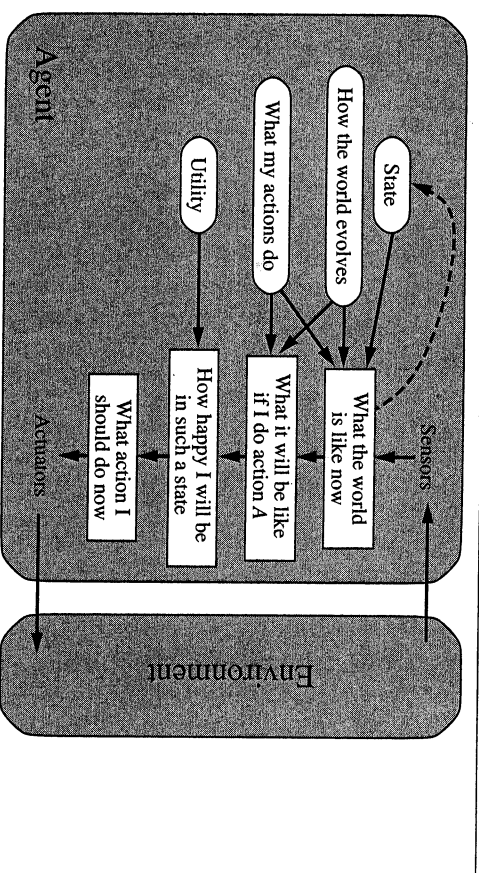 Sensors
State
What the world
is like now
How the world evolves
What my actions do
What it will be like
if I do action A
Utility
How happy I will be
in such a state
What action I
should do now
Agent
Actuators
Environment